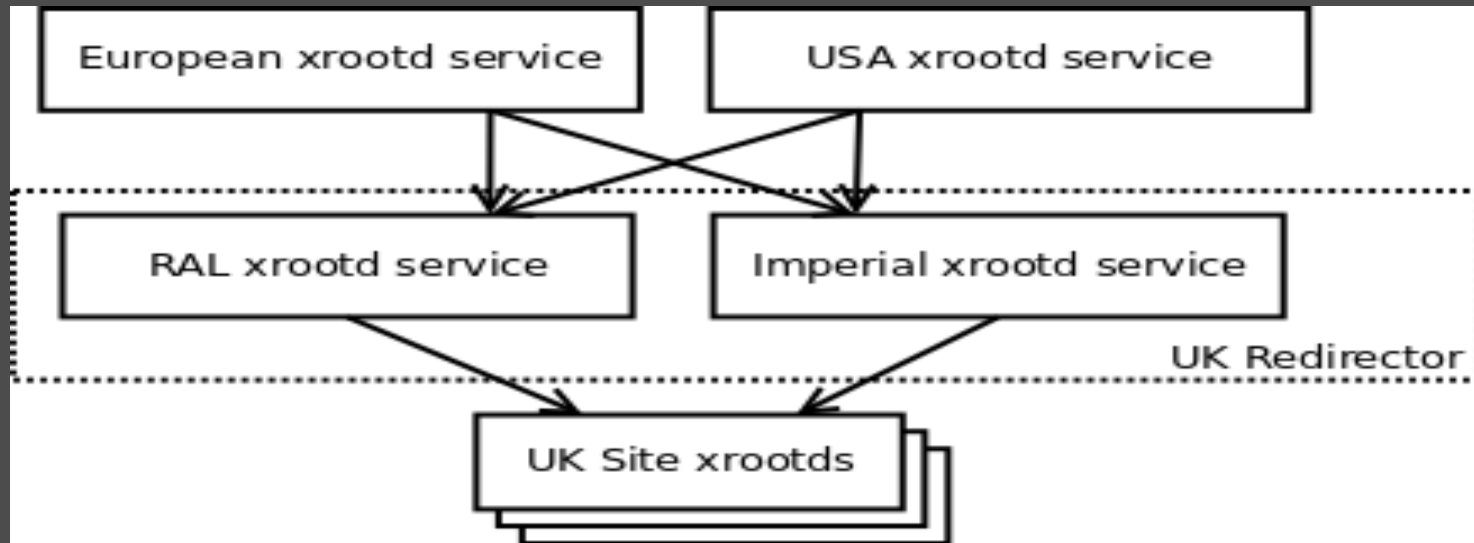 European xrootd service
USA xrootd service
RAL xrootd service
Imperial xrootd service
UK Redirector
UK Site xrootds